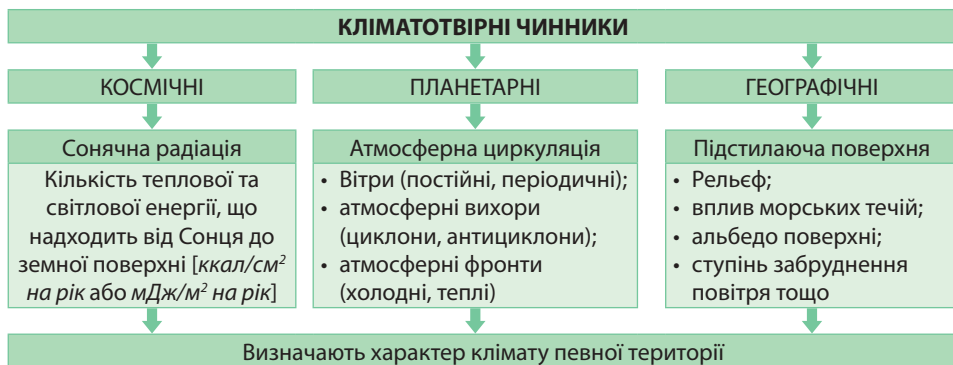 КЛІМАТОТВІРНІ ЧИННИКИ
КОСМІЧНІ
ПЛАНЕТАРНІ
ГЕОГРАФІЧНІ
Сонячна радіація
Кількість теплової та
світлової енергії, що
надходить від Сонця до
земної поверхні [ккал/см²
на рік або мДж/м² на рік]
Атмосферна циркуляція
• Вітри (постійні, періодичні);
• атмосферні вихори
(циклони, антициклони);
• атмосферні фронти
(холодні, теплі)
Підстилаюча поверхня
• Рельєф;
• вплив морських течій;
• альбедо поверхні;
• ступінь забруднення
повітря тощо
Визначають характер клімату певної території